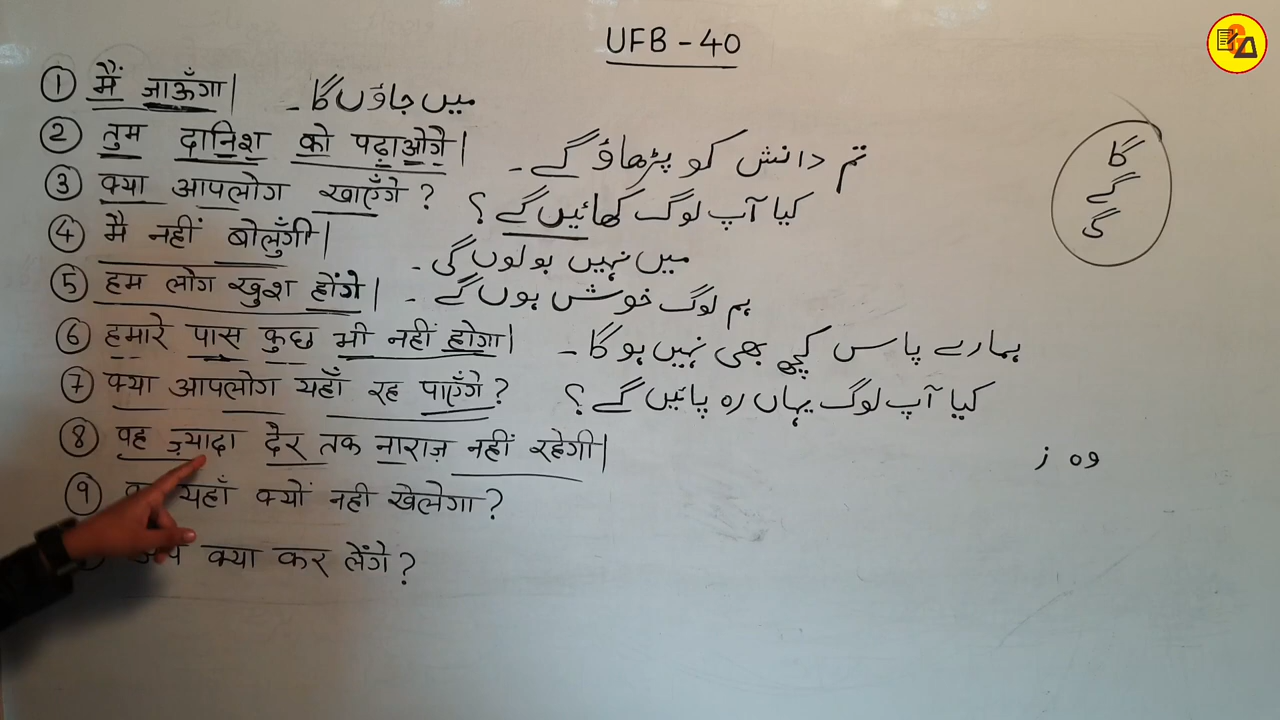 UFB - 40
① मैं जाऊँगा| میں جاؤں گا ۔
② तुम दानिश को पढ़ाओगे| تم دانش کو پڑھاؤ گے ۔
③ क्या आपलोग खाएँगे ? کیا آپ لوگ کھائیں گے ؟
④ मै नहीं बोलुँगी| میں نہیں بولوں گی ۔
⑤ हम लोग खुश होंगे| ہم لوگ خوش ہوں گے ۔
⑥ हमारे पास कुछ भी नहीं होगा| ہمارے پاس کچھ بھی نہیں ہوگا ۔
⑦ क्या आपलोग यहाँ रह पाएँगे ? کیا آپ لوگ یہاں رہ پائیں گے ؟
⑧ वह ज़्यादा देर तक नाराज़ नहीं रहेगी| وہ ز
⑨ यहाँ क्यों नही खेलेगा ?
क्या कर लेंगे ?
گا
گے
گی